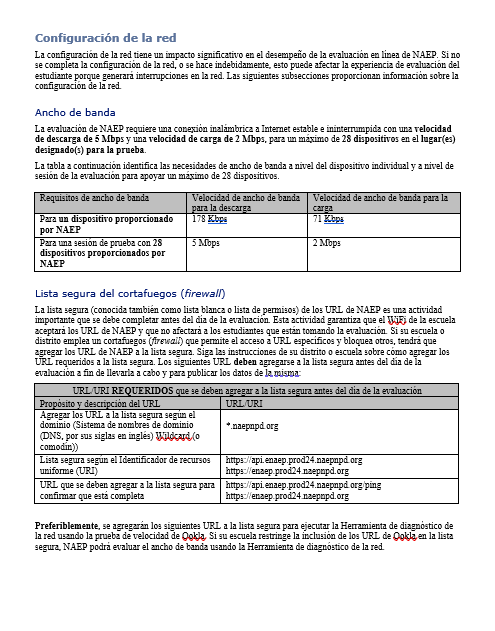 Configuración de la red
La configuración de la red tiene un impacto significativo en el desempeño de la evaluación en línea de NAEP. Si no
se completa la configuración de la red, o se hace indebidamente, esto puede afectar la experiencia de evaluación del
estudiante porque generará interrupciones en la red. Las siguientes subsecciones proporcionan información sobre la
configuración de la red.
Ancho de banda
La evaluación de NAEP requiere una conexión inalámbrica a Internet estable e ininterrumpida con una velocidad
de descarga de 5 Mbps y una velocidad de carga de 2 Mbps, para un máximo de 28 dispositivos en el lugar(es)
designado(s) para la prueba.
La tabla a continuación identifica las necesidades de ancho de banda a nivel del dispositivo individual y a nivel de
sesión de la evaluación para apoyar un máximo de 28 dispositivos.
Requisitos de ancho de banda
Velocidad de ancho de banda
para la descarga
Velocidad de ancho de banda para la
carga
Para un dispositivo proporcionado
por NAEP
178 Kbps
71 Kbps
Para una sesión de prueba con 28
dispositivos proporcionados por
NAEP
5 Mbps
2 Mbps
Lista segura del cortafuegos (firewall)
La lista segura (conocida también como lista blanca o lista de permisos) de los URL de NAEP es una actividad
importante que se debe completar antes del día de la evaluación. Esta actividad garantiza que el WiFi de la escuela
aceptará los URL de NAEP y que no afectará a los estudiantes que están tomando la evaluación. Si su escuela o
distrito emplea un cortafuegos (firewall) que permite el acceso a URL específicos y bloquea otros, tendrá que
agregar los URL de NAEP a la lista segura. Siga las instrucciones de su distrito o escuela sobre cómo agregar los
URL requeridos a la lista segura. Los siguientes URL deben agregarse a la lista segura antes del día de la
evaluación a fin de llevarla a cabo y para publicar los datos de la misma:
URL/URI REQUERIDOS que se deben agregar a la lista segura antes del día de la evaluación
Propósito y descripción del URL
URL/URI
Agregar los URL a la lista segura según el
dominio (Sistema de nombres de dominio
(DNS, por sus siglas en inglés) Wildcard (o
comodín))
*.naepnpd.org
Lista segura según el Identificador de recursos
uniforme (URI)
https://api.enaep.prod24.naepnpd.org
https://enaep.prod24.naepnpd.org
URL que se deben agregar a la lista segura para
confirmar que está completa
https://api.enaep.prod24.naepnpd.org/ping
https://enaep.prod24.naepnpd.org
Preferiblemente, se agregarán los siguientes URL a la lista segura para ejecutar la Herramienta de diagnóstico de
la red usando la prueba de velocidad de Ookla. Si su escuela restringe la inclusión de los URL de Ookla en la lista
segura, NAEP podrá evaluar el ancho de banda usando la Herramienta de diagnóstico de la red.